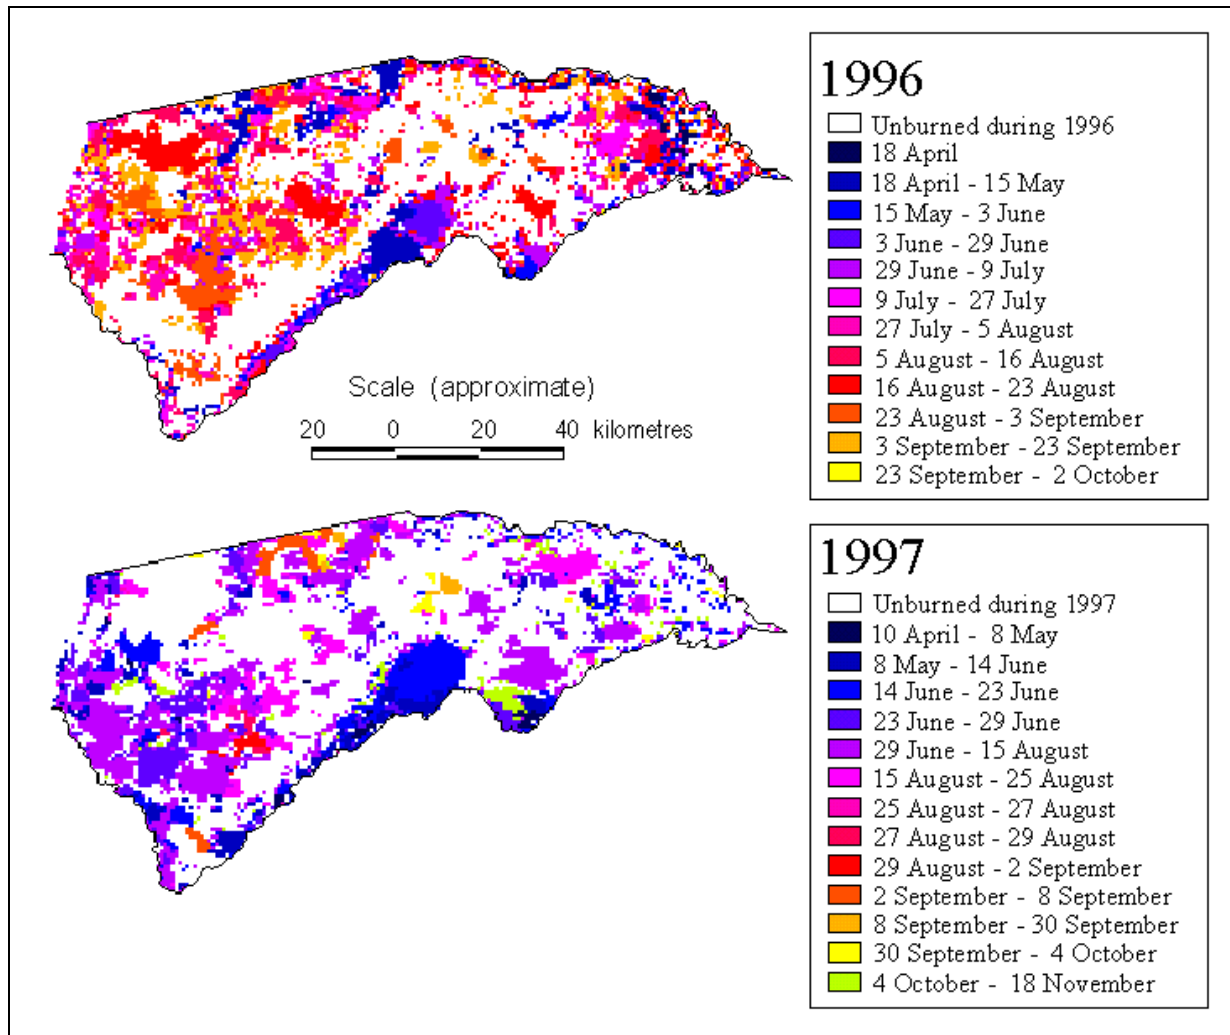 1996
Unburned during 1996
18 April
18 April - 15 May
15 May - 3 June
3 June - 29 June
29 June - 9 July
9 July - 27 July
27 July - 5 August
5 August - 16 August
16 August - 23 August
23 August - 3 September
3 September - 23 September
23 September - 2 October
Scale (approximate)
20 0 20 40 kilometres
1997
Unburned during 1997
10 April - 8 May
8 May - 14 June
14 June - 23 June
23 June - 29 June
29 June - 15 August
15 August - 25 August
25 August - 27 August
27 August - 29 August
29 August - 2 September
2 September - 8 September
8 September - 30 September
30 September - 4 October
4 October - 18 November